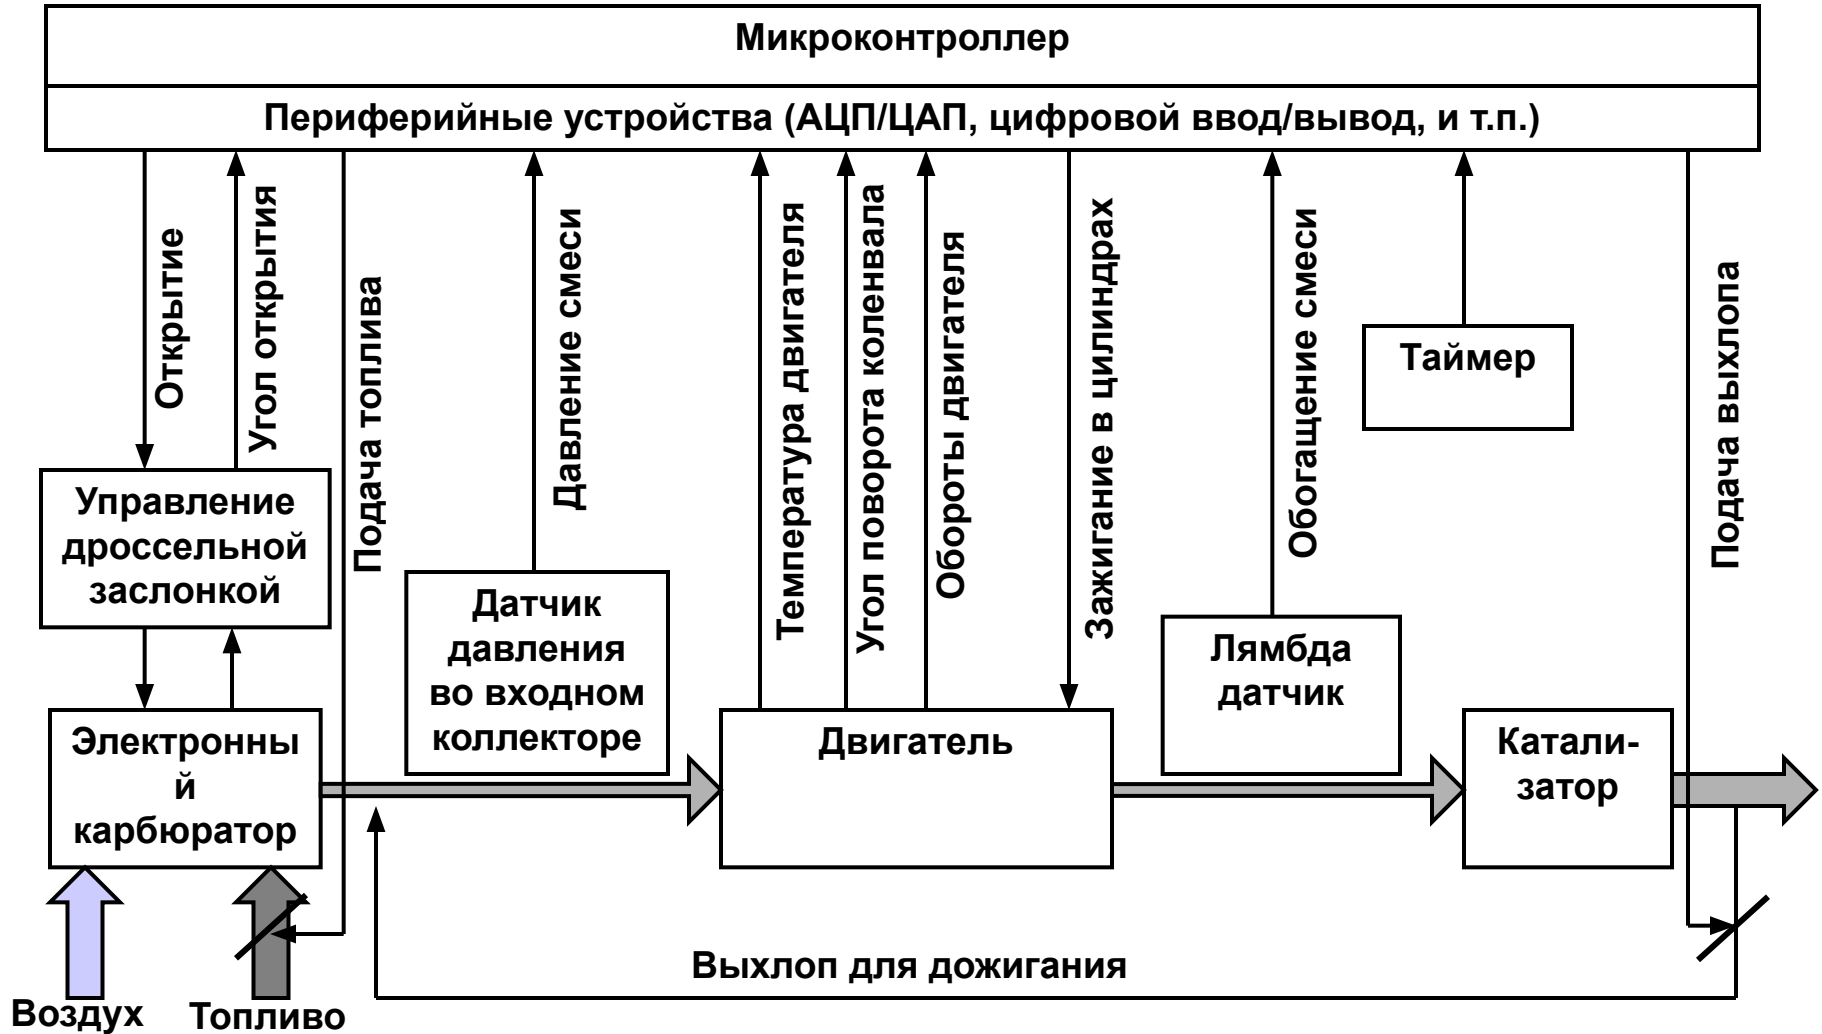 Микроконтроллер
Периферийные устройства (АЦП/ЦАП, цифровой ввод/вывод, и т.п.)
Открытие
Угол открытия
Подача топлива
Давление смеси
Температура двигателя
Угол поворота коленвала
Обороты двигателя
Зажигание в цилиндрах
Обогащение смеси
Таймер
Подача выхлопа
Управление
дроссельной
заслонкой
Датчик
давления
во входном
коллекторе
Лямбда
датчик
Электронны
й
карбюратор
Двигатель
Катали-
затор
Выхлоп для дожигания
Воздух
Топливо